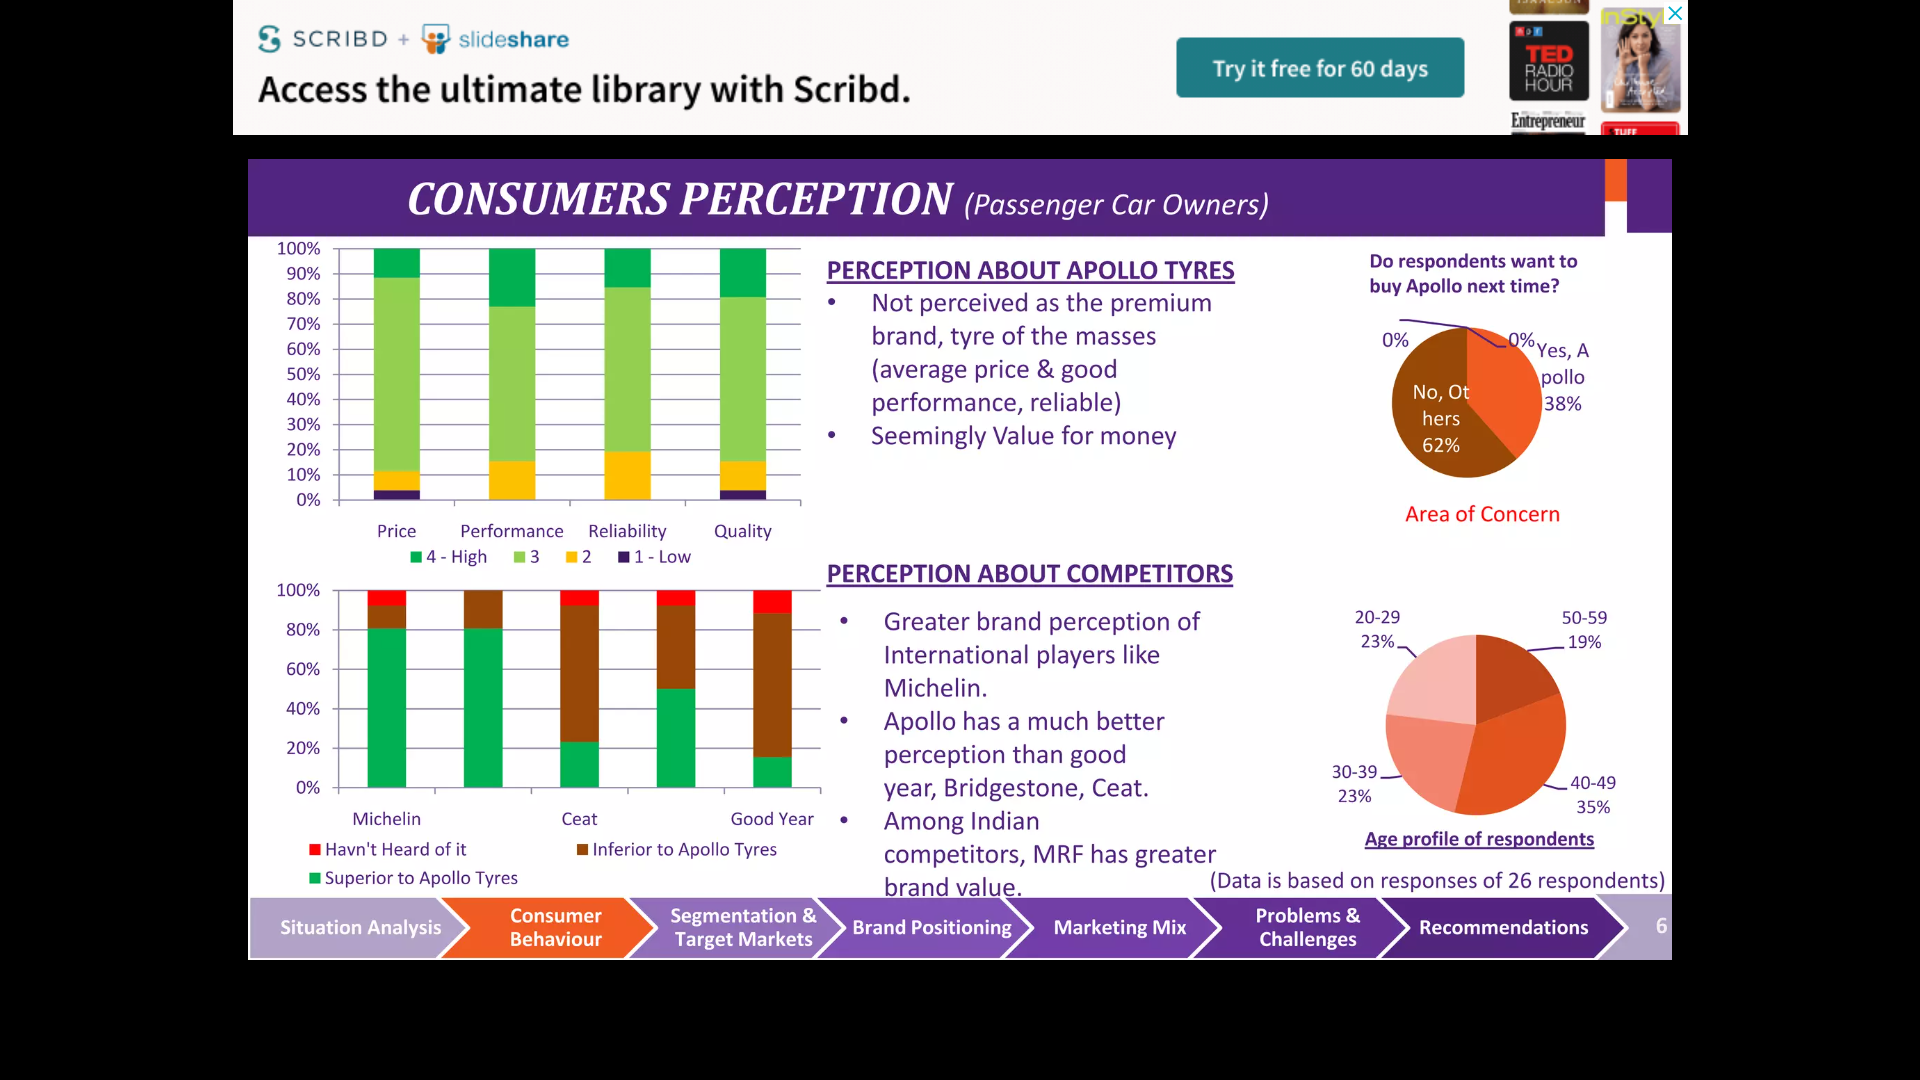 SCRIBD + slideshare
Access the ultimate library with Scribd.
Try it free for 60 days
TED
RADIO
HOUR
Entrepreneur
CONSUMERS PERCEPTION (Passenger Car Owners)
100%
90%
80%
70%
60%
50%
40%
30%
20%
10%
0%
Price Performance Reliability Quality
4 - High 3 2 1 - Low
PERCEPTION ABOUT APOLLO TYRES
• Not perceived as the premium
brand, tyre of the masses
(average price & good
performance, reliable)
• Seemingly Value for money
Do respondents want to
buy Apollo next time?
0%
0%
Yes, A
pollo
38%
No, Ot
hers
62%
Area of Concern
100%
80%
60%
40%
20%
0%
Michelin Ceat Good Year
Havn't Heard of it Inferior to Apollo Tyres
Superior to Apollo Tyres
PERCEPTION ABOUT COMPETITORS
• Greater brand perception of
International players like
Michelin.
• Apollo has a much better
perception than good
year, Bridgestone, Ceat.
• Among Indian
competitors, MRF has greater
brand value.
20-29
23%
50-59
19%
30-39
23%
40-49
35%
Age profile of respondents
(Data is based on responses of 26 respondents)
Situation Analysis
Consumer
Behaviour
Segmentation &
Target Markets
Brand Positioning
Marketing Mix
Problems &
Challenges
Recommendations
6